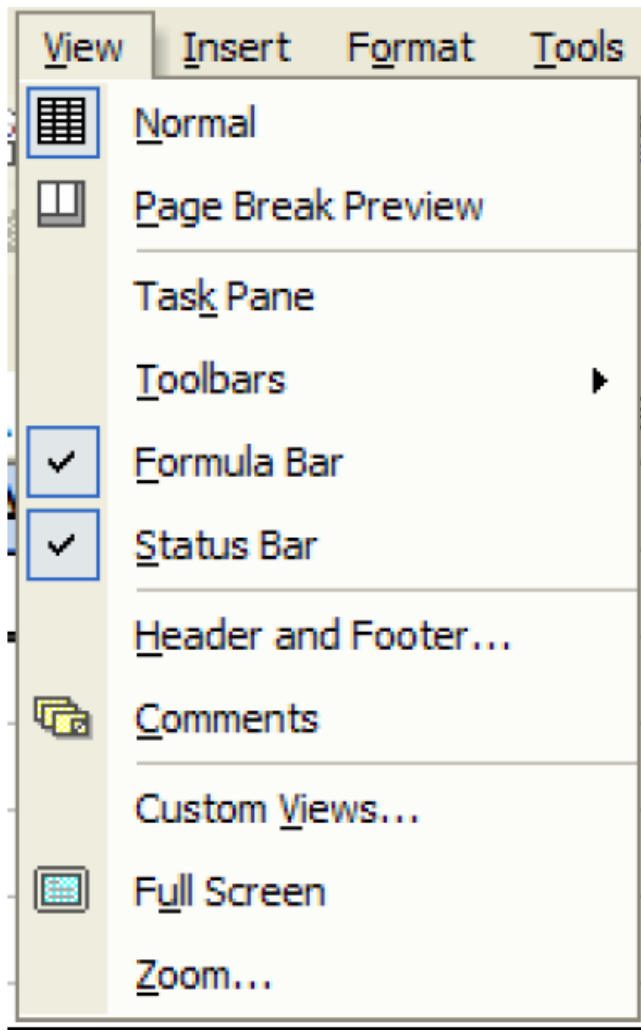 View Insert Format Tools
Normal
Page Break Preview
Task Pane
Toolbars
Formula Bar
Status Bar
Header and Footer...
Comments
Custom Views...
Full Screen
Zoom...